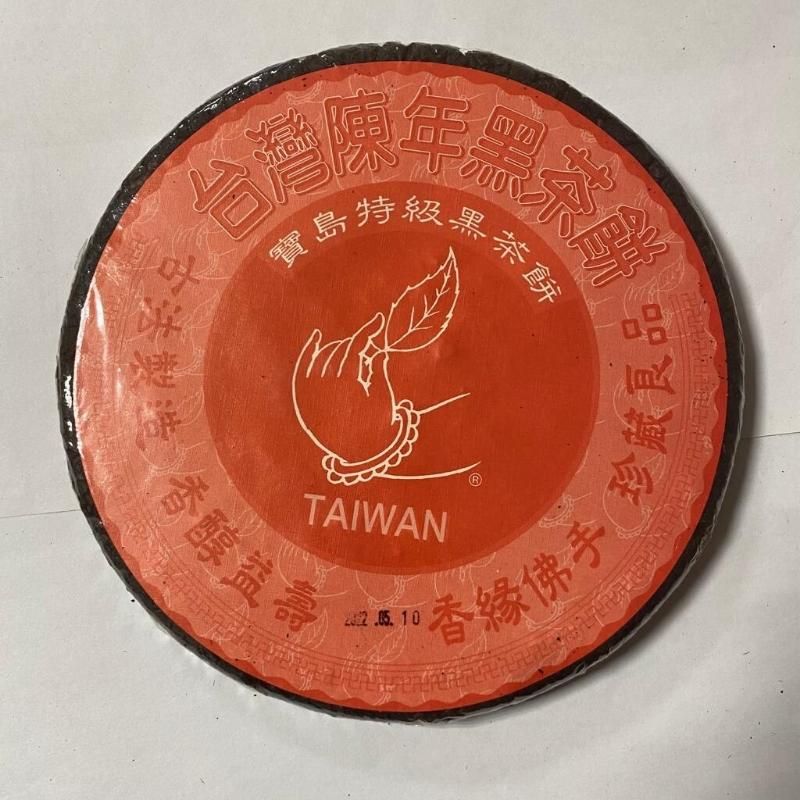 台灣陳年黑茶餅
寶島特級黑茶餅
古法製造
香醇益壽
香緣佛手
珍藏良品
®
TAIWAN
2022.05.10